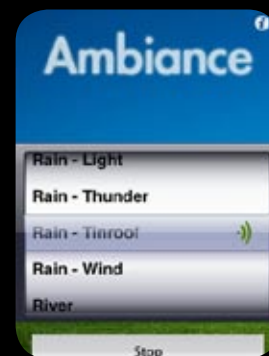 Ambiance
Rain - Light
Rain - Thunder
Rain - Tinroof
Rain - Wind
River
Stop